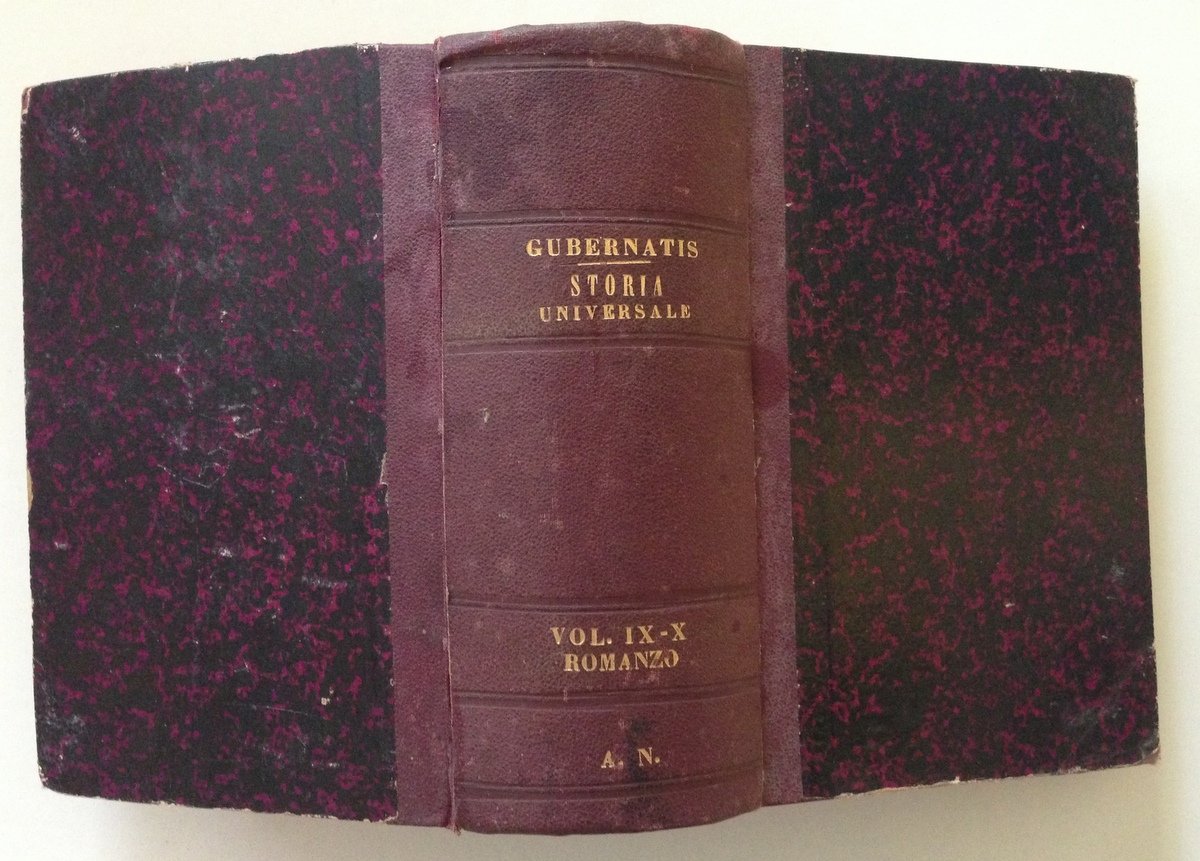 GUBERNATIS
STORIA
UNIVERSALE
VOL. IX-X
ROMANZO
A. N.